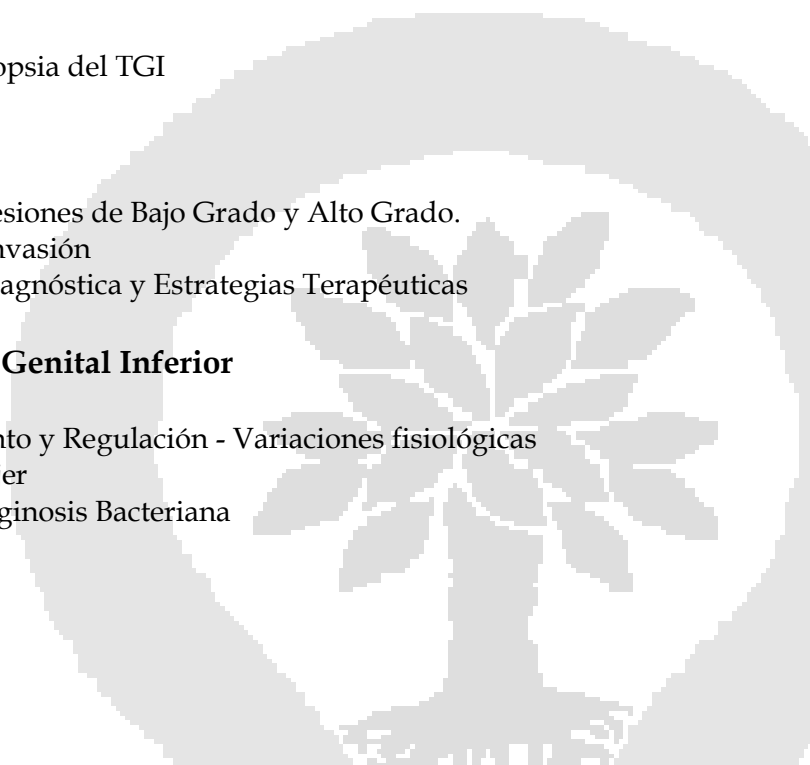 opsia del TGI
esiones de Bajo Grado y Alto Grado.
nvasión
agnóstica y Estrategias Terapéuticas
Genital Inferior
nto y Regulación - Variaciones fisiológicas
er
ginosis Bacteriana